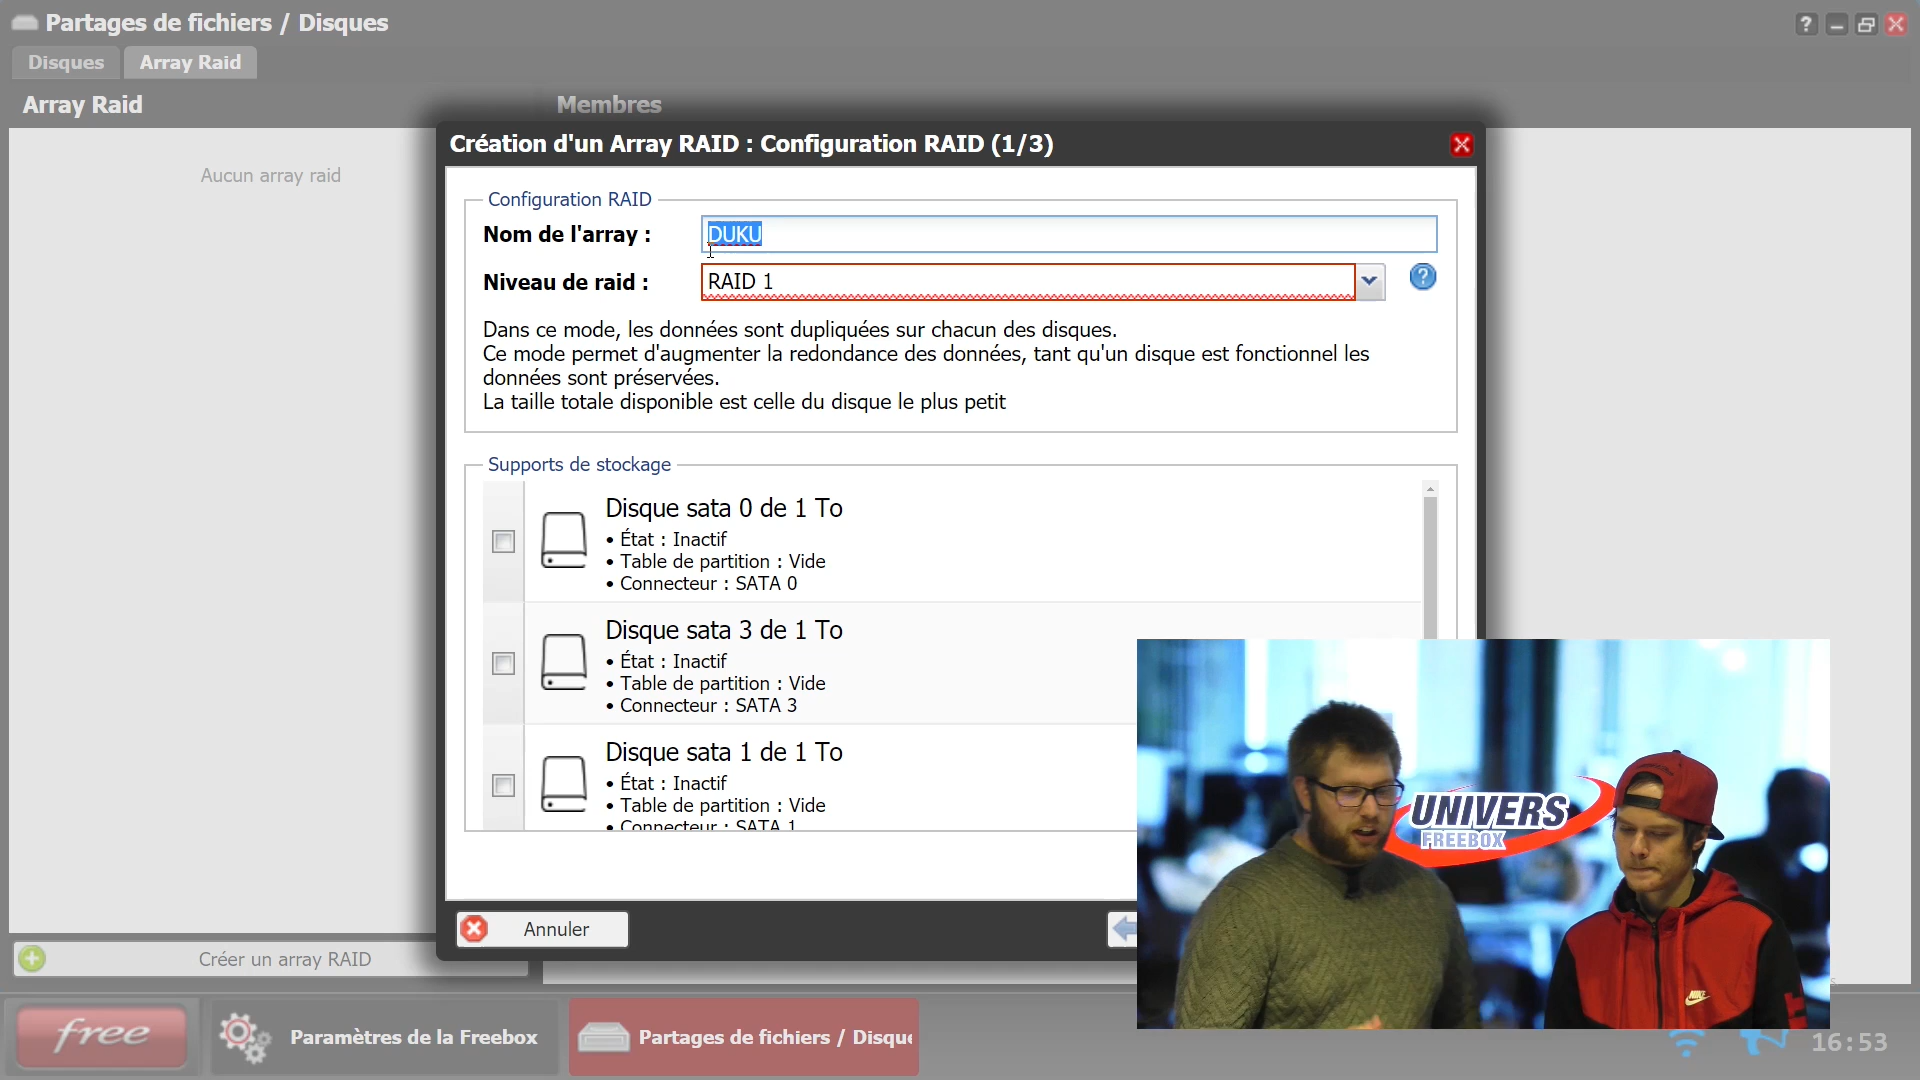 Partages de fichiers / Disques
Disques
Array Raid
Array Raid
Membres
Aucun array raid
Création d'un Array RAID : Configuration RAID (1/3)
Configuration RAID
Nom de l'array :
DUKU
Niveau de raid :
RAID 1
Dans ce mode, les données sont dupliquées sur chacun des disques.
Ce mode permet d'augmenter la redondance des données, tant qu'un disque est fonctionnel les
données sont préservées.
La taille totale disponible est celle du disque le plus petit
Supports de stockage
Disque sata 0 de 1 To
• État : Inactif
• Table de partition : Vide
• Connecteur : SATA 0
Disque sata 3 de 1 To
• État : Inactif
• Table de partition : Vide
• Connecteur : SATA 3
Disque sata 1 de 1 To
• État : Inactif
• Table de partition : Vide
• Connecteur : SATA 1
UNIVERS
FREEBOX
NIKE
Annuler
Créer un array RAID
free
Paramètres de la Freebox
Partages de fichiers / Disque
16:53